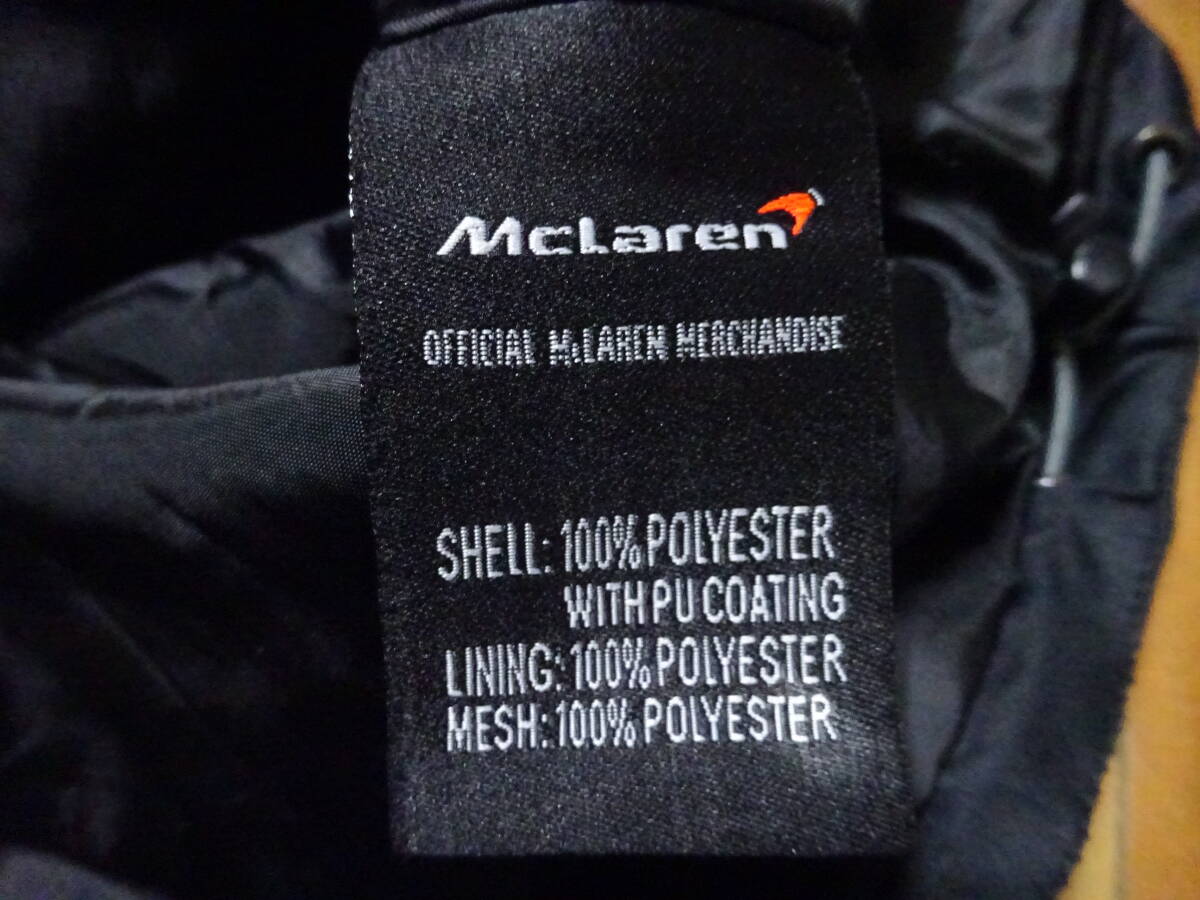 McLaren
OFFICIAL McLAREN MERCHANDISE
SHELL: 100% POLYESTER
WITH PU COATING
LINING: 100% POLYESTER
MESH: 100% POLYESTER